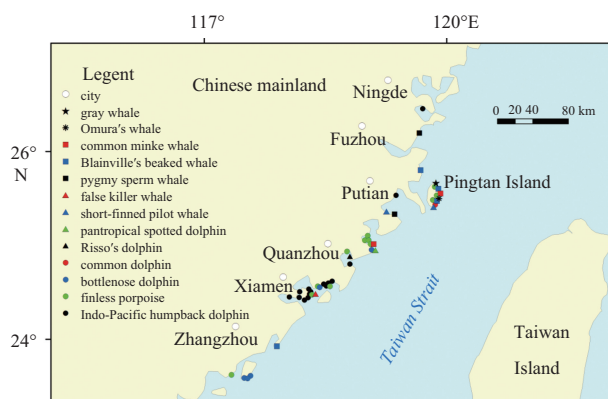 117° 120°E
Legent
city
gray whale
Omura's whale
common minke whale
Blainville's beaked whale
pygmy sperm whale
false killer whale
short-finned pilot whale
pantropical spotted dolphin
Risso's dolphin
common dolphin
bottlenose dolphin
finless porpoise
Indo-Pacific humpback dolphin
Chinese mainland
Ningde
0 20 40 80 km
Fuzhou
26°
N
Putian
Pingtan Island
Quanzhou
Xiamen
Zhangzhou
24°
Taiwan Strait
Taiwan
Island